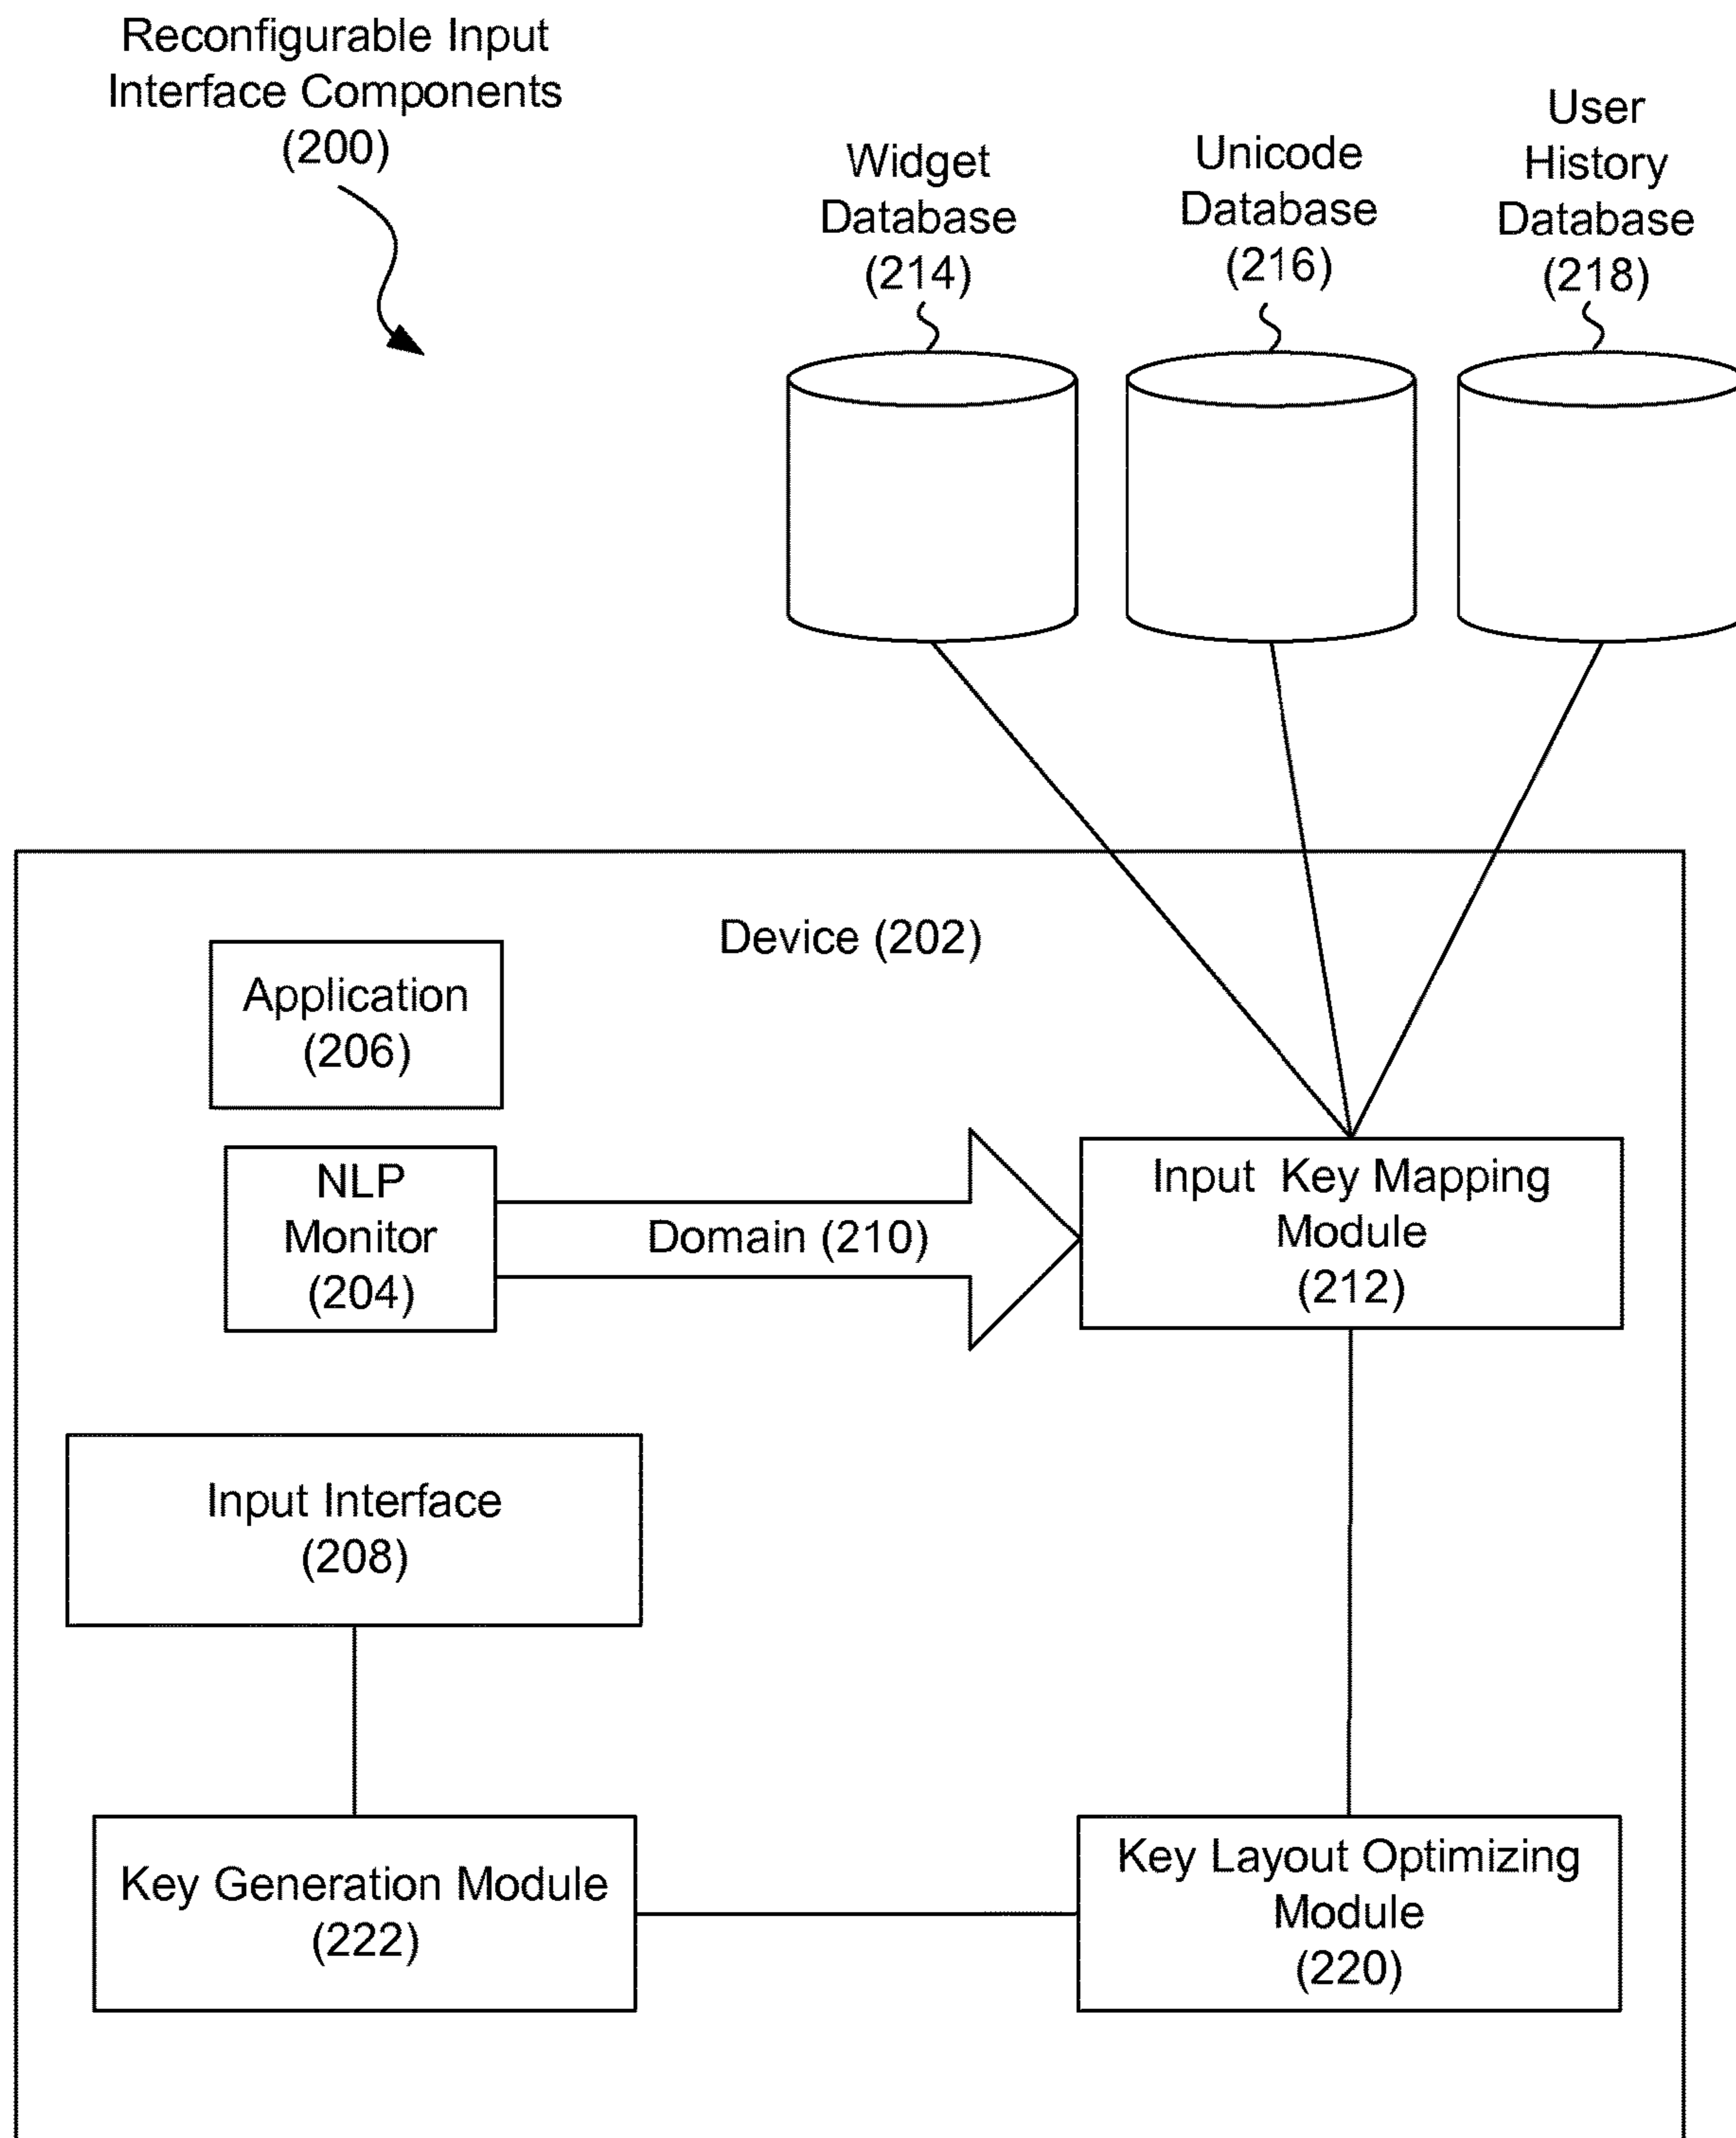 Reconfigurable Input
Interface Components
(200)
Widget
Database
(214)
Unicode
Database
(216)
User
History
Database
(218)
Device (202)
Application
(206)
NLP
Monitor
(204)
Domain (210)
Input Key Mapping
Module
(212)
Input Interface
(208)
Key Generation Module
(222)
Key Layout Optimizing
Module
(220)